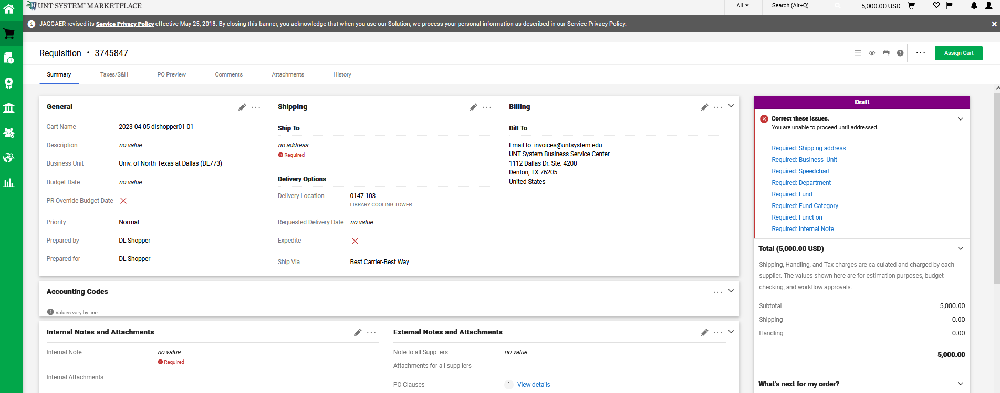 UNT SYSTEM™ MARKETPLACE
All
Search (Alt+Q)
5,000.00 USD
JAGGAER revised its Service Privacy Policy effective May 25, 2018. By closing this banner, you acknowledge that when you use our Solution, we process your personal information as described in our Service Privacy Policy.
Requisition • 3745847
Assign Cart
Summary
Taxes/S&H
PO Preview
Comments
Attachments
History
General
Cart Name 2023-04-05 dlshopper01 01
Description no value
Business Unit Univ. of North Texas at Dallas (DL773)
Budget Date no value
PR Override Budget Date
Priority Normal
Prepared by DL Shopper
Prepared for DL Shopper
Shipping
Ship To
no address
Required
Delivery Options
Delivery Location 0147 103
LIBRARY COOLING TOWER
Requested Delivery Date no value
Expedite
Ship Via Best Carrier-Best Way
Billing
Bill To
Email to: invoices@untsystem.edu
UNT System Business Service Center
1112 Dallas Dr. Ste. 4200
Denton, TX 76205
United States
Accounting Codes
Values vary by line.
Internal Notes and Attachments
Internal Note no value
Required
Internal Attachments
External Notes and Attachments
Note to all Suppliers no value
Attachments for all suppliers
PO Clauses 1 View details
Draft
Correct these issues.
You are unable to proceed until addressed.
Required: Shipping address
Required: Business_Unit
Required: Speedchart
Required: Department
Required: Fund
Required: Fund Category
Required: Function
Required: Internal Note
Total (5,000.00 USD)
Shipping, Handling, and Tax charges are calculated and charged by each
supplier. The values shown here are for estimation purposes, budget
checking, and workflow approvals.
Subtotal 5,000.00
Shipping 0.00
Handling 0.00
5,000.00
What's next for my order?